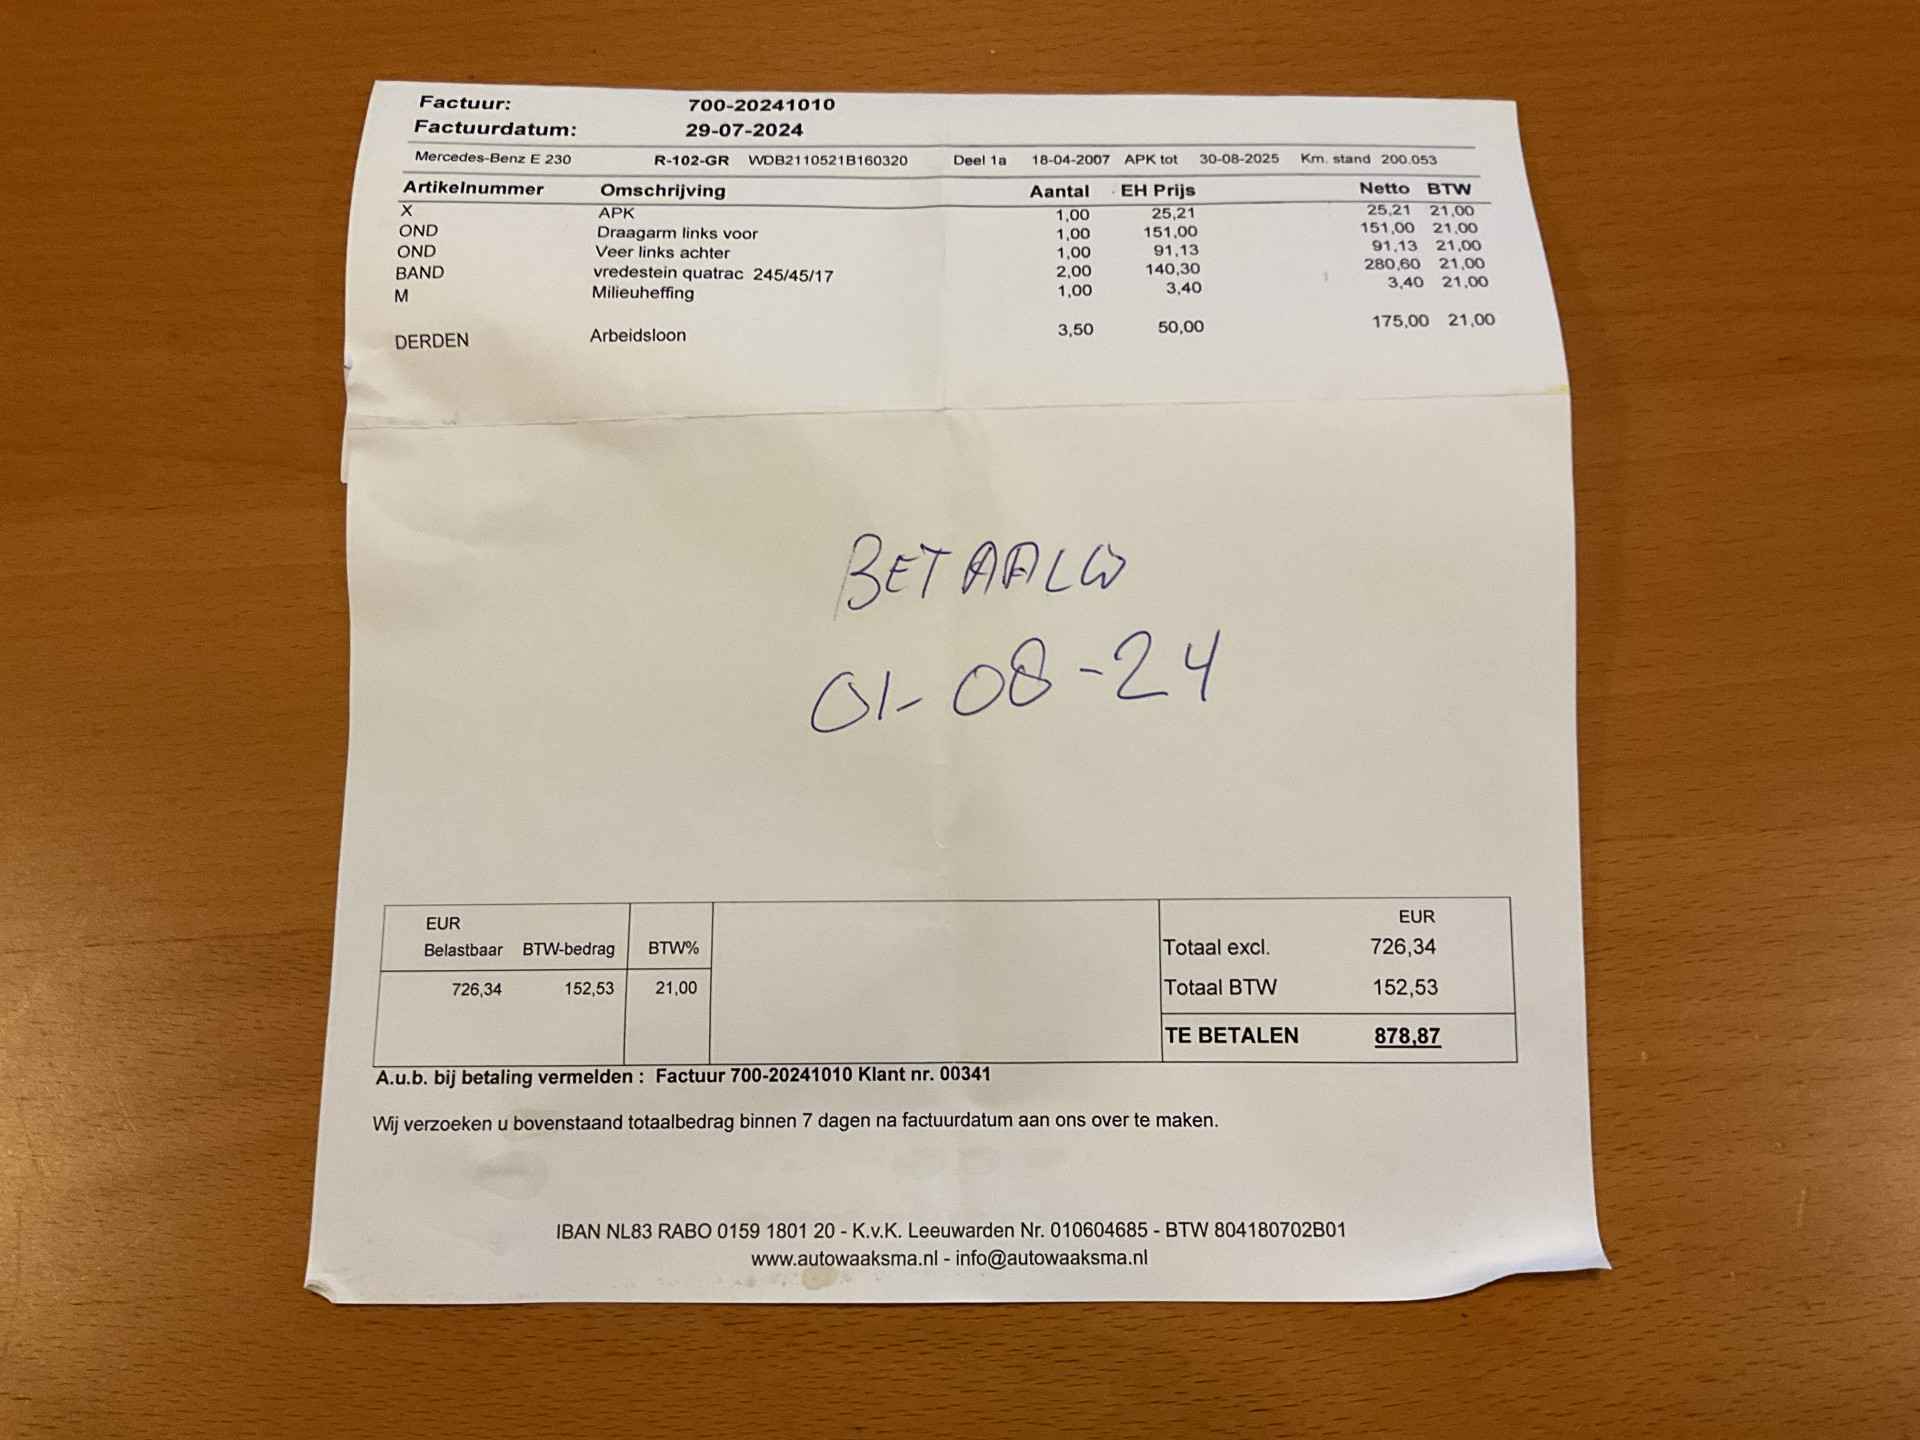 Factuur: 700-20241010
Factuurdatum: 29-07-2024
Mercedes-Benz E 230 R-102-GR WDB2110521B160320 Deel 1a 18-04-2007 APK tot 30-08-2025 Km. stand 200.053
Artikelnummer Omschrijving Aantal EH Prijs Netto BTW
X APK 1,00 25,21 25,21 21,00
OND Draagarm links voor 1,00 151,00 151,00 21,00
OND Veer links achter 1,00 91,13 91,13 21,00
BAND vredestein quatrac 245/45/17 2,00 140,30 280,60 21,00
M Milieuheffing 1,00 3,40 3,40 21,00
DERDEN Arbeidsloon 3,50 50,00 175,00 21,00
BETAALD
01-08-24
EUR EUR
Belastbaar BTW-bedrag BTW% Totaal excl. 726,34
726,34 152,53 21,00 Totaal BTW 152,53
TE BETALEN 878,87
A.u.b. bij betaling vermelden : Factuur 700-20241010 Klant nr. 00341
Wij verzoeken u bovenstaand totaalbedrag binnen 7 dagen na factuurdatum aan ons over te maken.
IBAN NL83 RABO 0159 1801 20 - K.v.K. Leeuwarden Nr. 010604685 - BTW 804180702B01
www.autowaaksma.nl - info@autowaaksma.nl